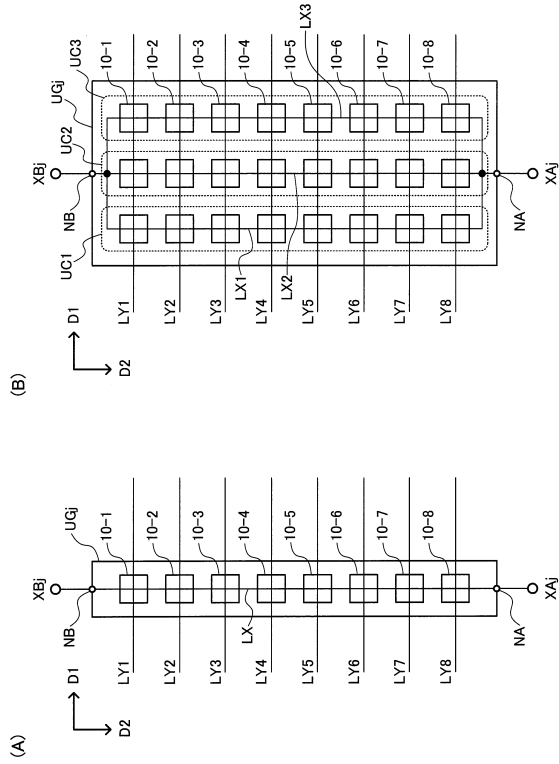 (A)
D1
D2
XBj
UGj
NB
10-1
10-2
10-3
10-4
10-5
10-6
10-7
10-8
LY1
LY2
LY3
LY4
LY5
LY6
LY7
LY8
LX
NA
XAj
(B)
D1
D2
XBj
UC1
NB
UC2
UGj
UC3
10-1
10-2
10-3
10-4
10-5
10-6
10-7
10-8
LY1
LY2
LY3
LY4
LY5
LY6
LY7
LY8
LX1
LX2
LX3
NA
XAj